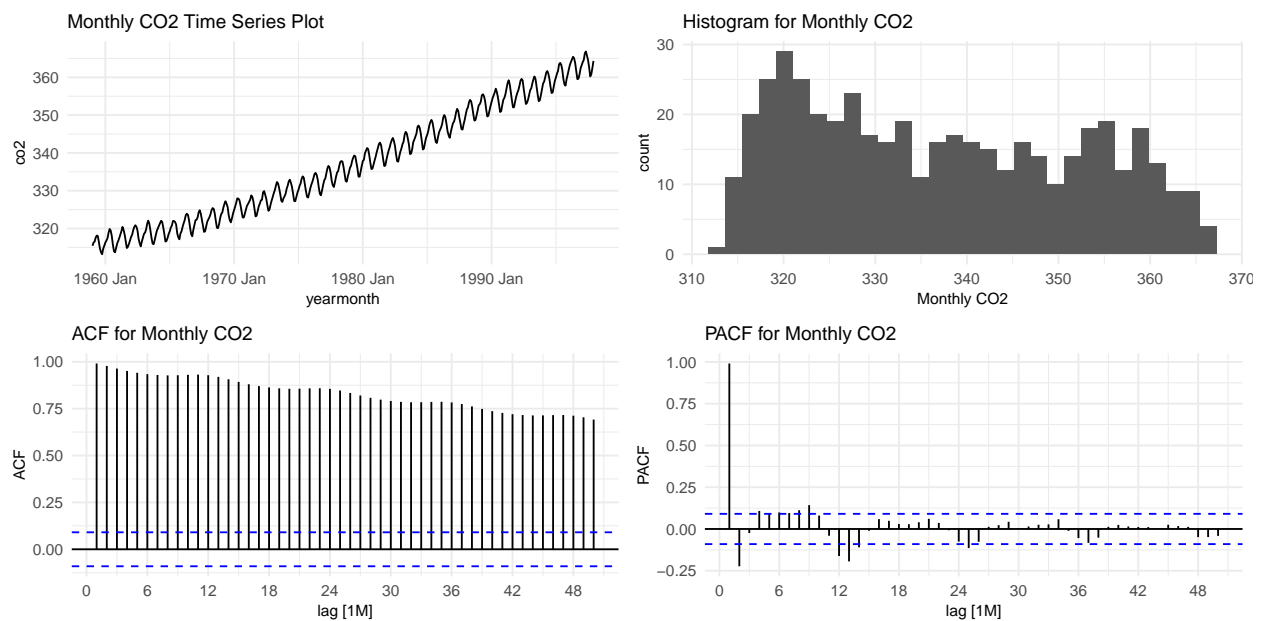 Monthly CO2 Time Series Plot
co2
360
350
340
330
320
1960 Jan 1970 Jan 1980 Jan 1990 Jan
yearmonth
Histogram for Monthly CO2
count
30
20
10
0
310 320 330 340 350 360 370
Monthly CO2
ACF for Monthly CO2
ACF
1.00
0.75
0.50
0.25
0.00
0 6 12 18 24 30 36 42 48
lag [1M]
PACF for Monthly CO2
PACF
1.00
0.75
0.50
0.25
0.00
−0.25
0 6 12 18 24 30 36 42 48
lag [1M]